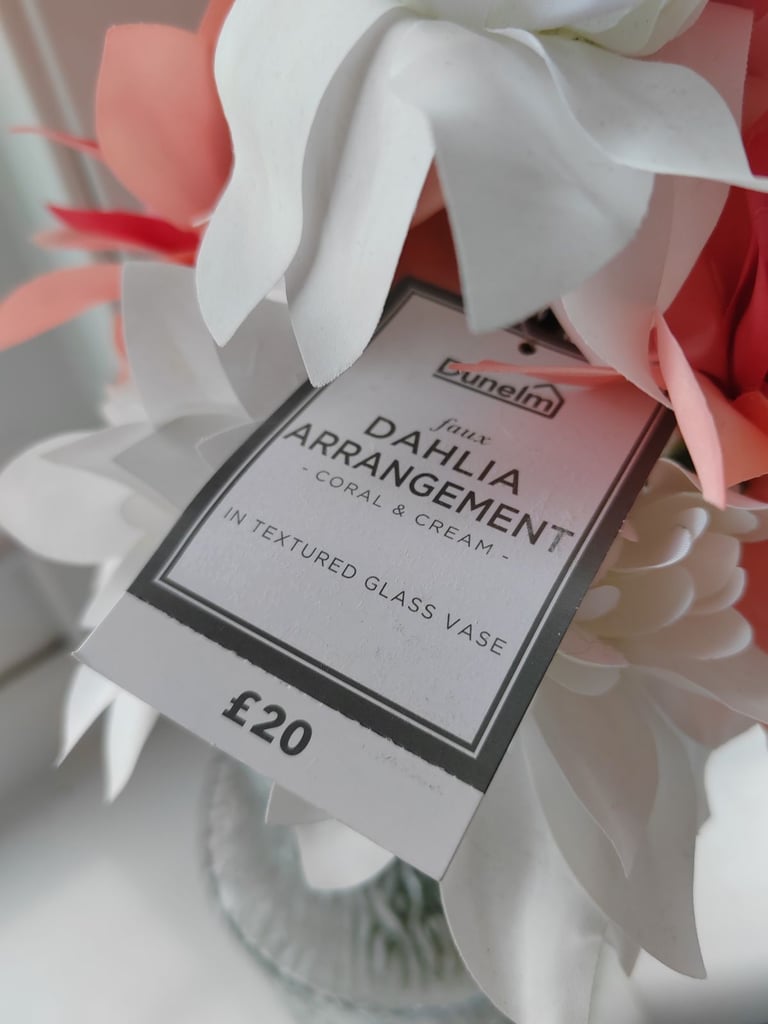 Dunelm
faux
DAHLIA
ARRANGEMENT
- CORAL & CREAM -
IN TEXTURED GLASS VASE
£20